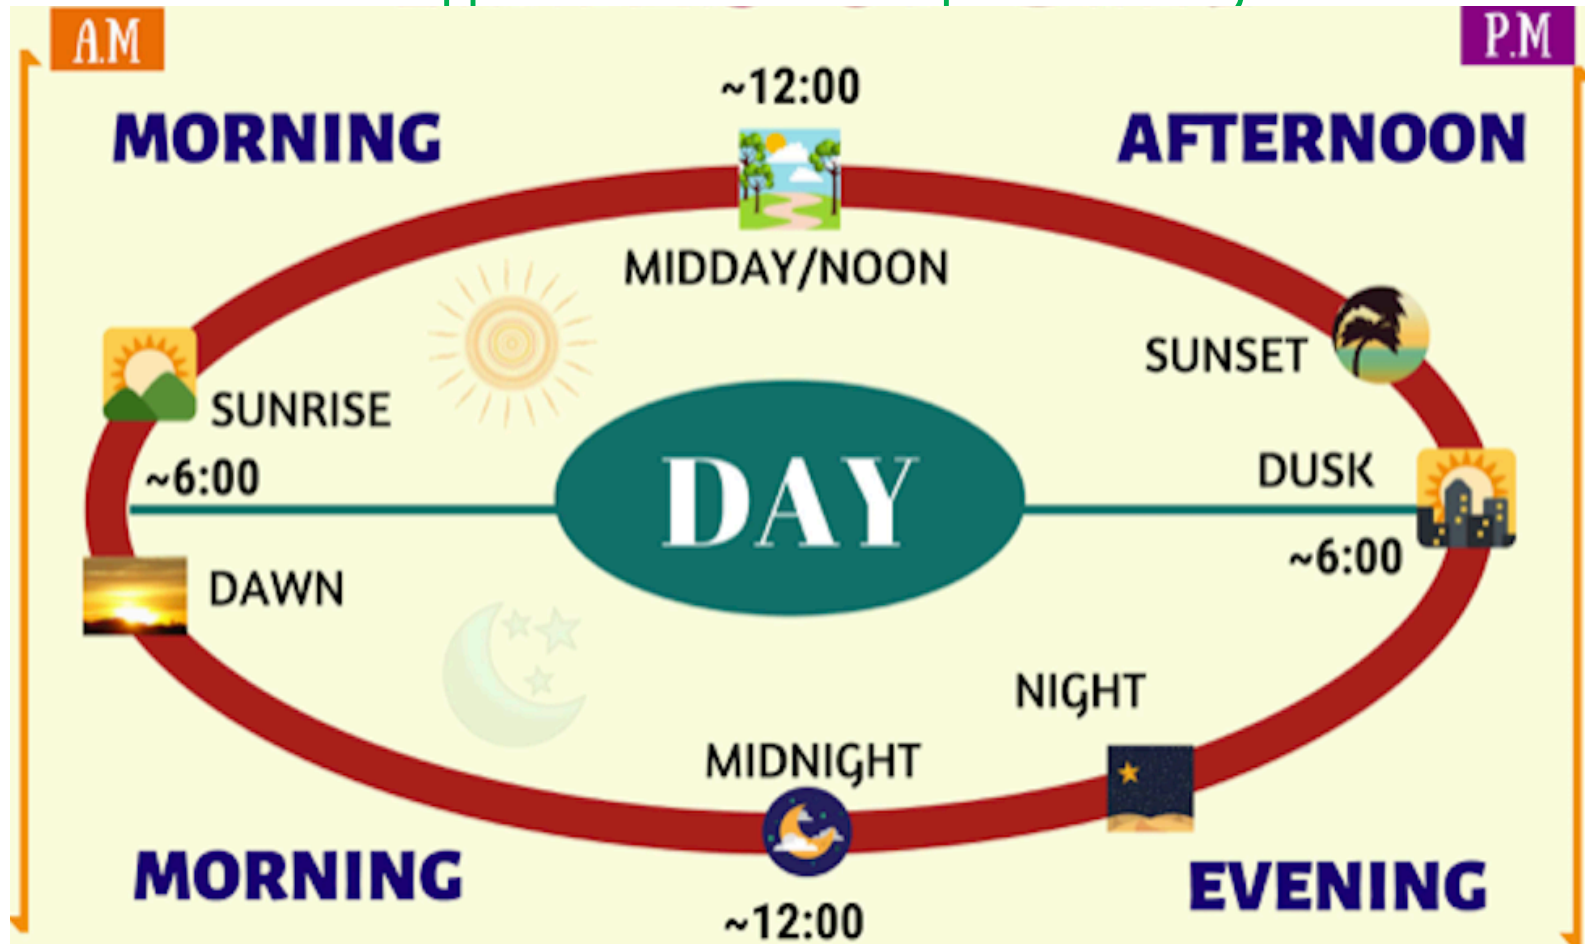 A.M
P.M
~12:00
MORNING
AFTERNOON
MIDDAY/NOON
SUNSET
SUNRISE
~6:00
DUSK
DAY
~6:00
DAWN
NIGHT
MIDNIGHT
MORNING
EVENING
~12:00